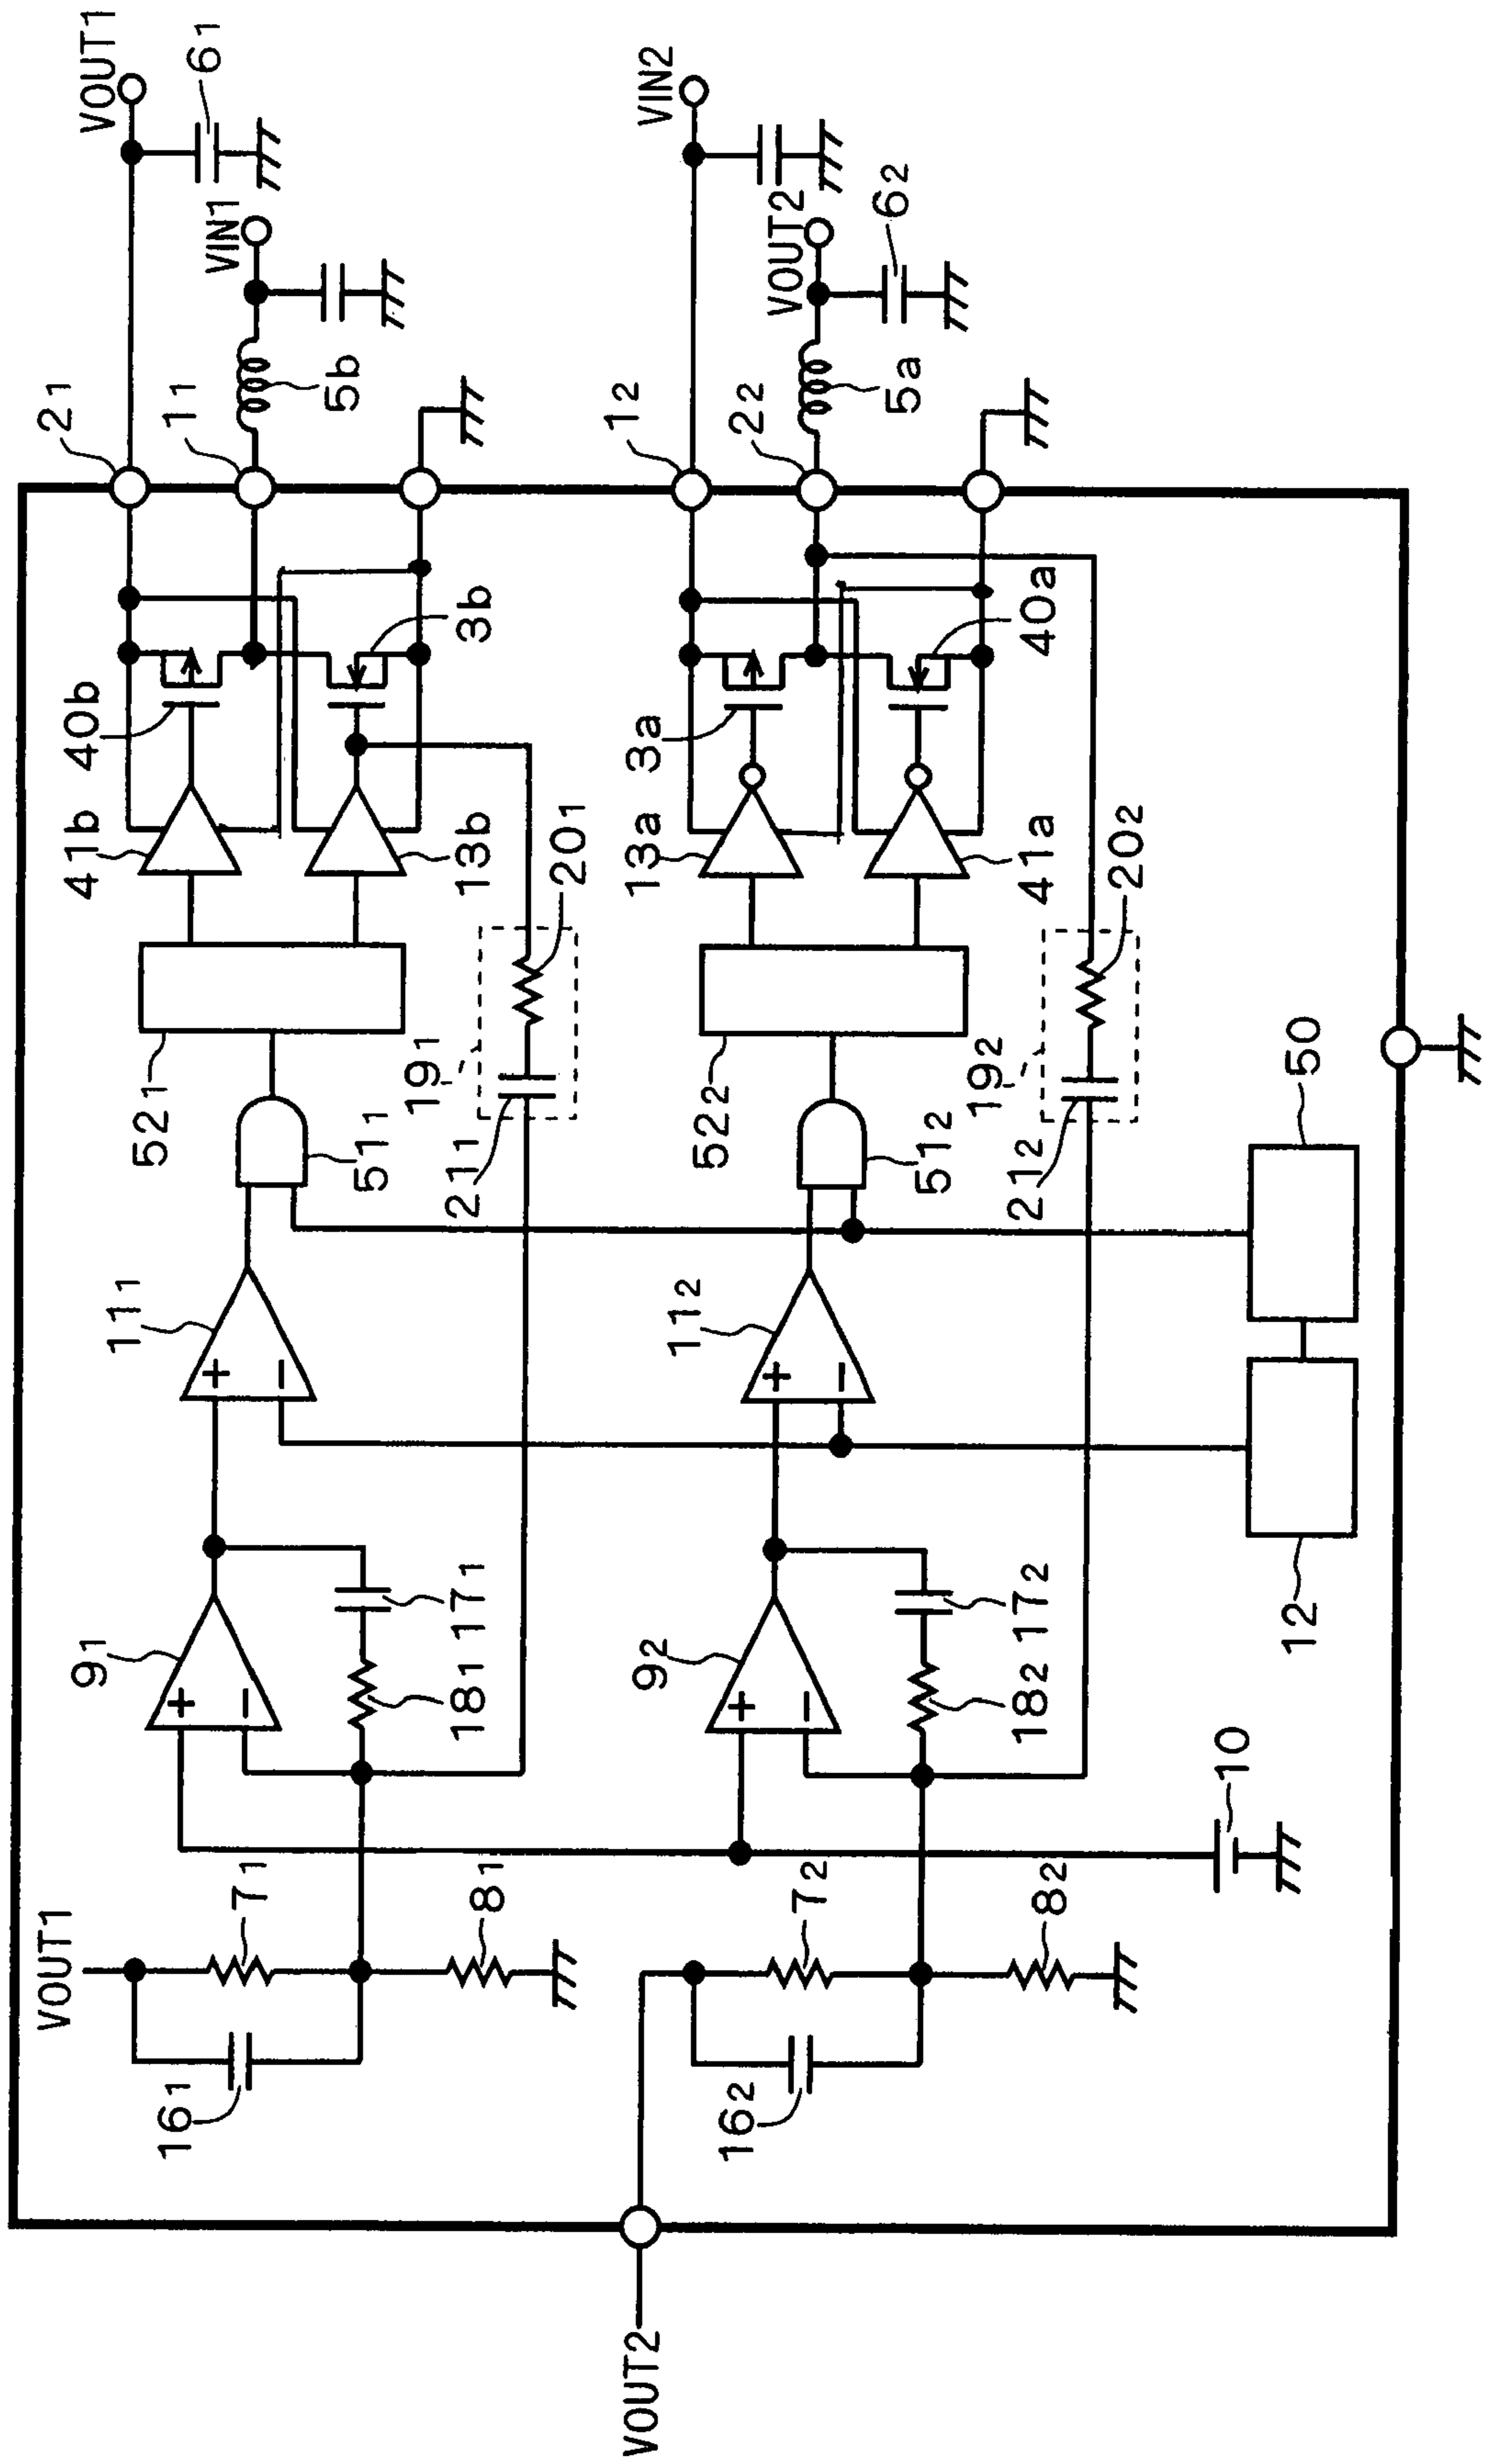 VOUT1
6₁
VIN1
VIN2
VOUT2
6₂
2₁
1₁
5b
1₂
2₂
5a
40b
3b
3a
40a
41b
13b
13a
41a
20₁
20₂
52₁
19₁
52₂
19₂
51₁
21₁
51₂
21₂
50
11₁
+
−
11₂
+
−
12
9₁
+
−
17₁
18₁
9₂
+
−
17₂
18₂
10
VOUT1
7₁
8₁
7₂
8₂
16₁
16₂
VOUT2